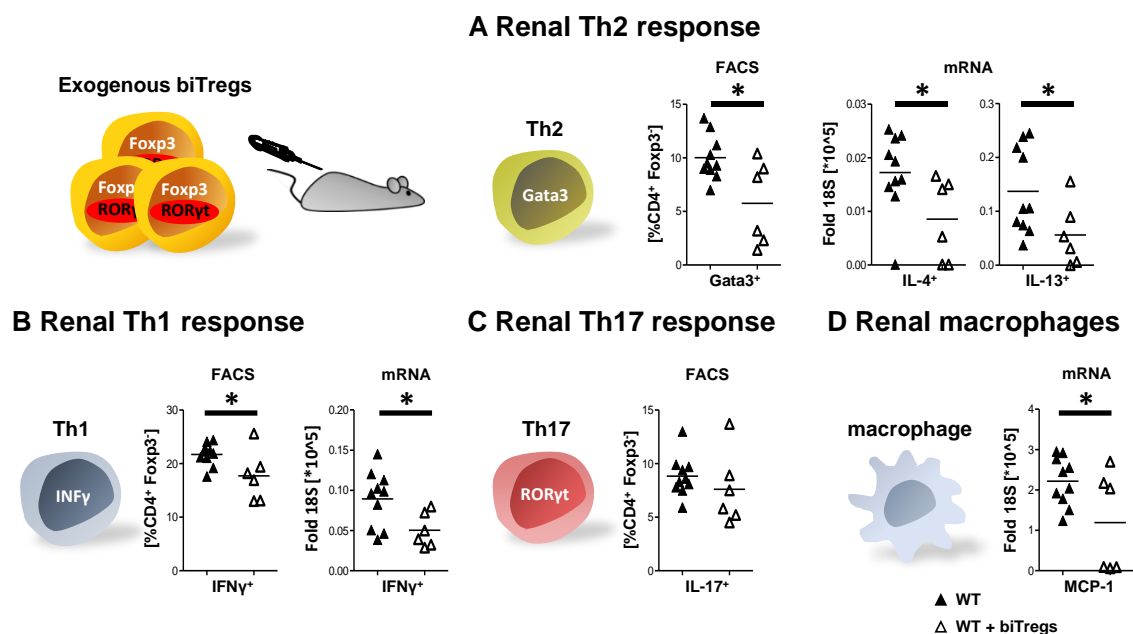 A Renal Th2 response
Exogenous biTregs
Foxp3
Foxp3
RORγt
Foxp3
RORγt
Th2
Gata3
FACS
*
[%CD4⁺ Foxp3⁻]
15
10
5
0
Gata3⁺
mRNA
*
Fold 18S [*10^5]
0.03
0.02
0.01
0.00
IL-4⁺
*
0.3
0.2
0.1
0.0
IL-13⁺
B Renal Th1 response
Th1
INFγ
FACS
*
[%CD4⁺ Foxp3⁻]
30
20
10
0
IFNγ⁺
mRNA
*
Fold 18S [*10^5]
0.20
0.15
0.10
0.05
0.00
IFNγ⁺
C Renal Th17 response
Th17
RORγt
FACS
[%CD4⁺ Foxp3⁻]
15
10
5
0
IL-17⁺
D Renal macrophages
macrophage
mRNA
*
Fold 18S [*10^5]
4
3
2
1
0
MCP-1
WT
WT + biTregs